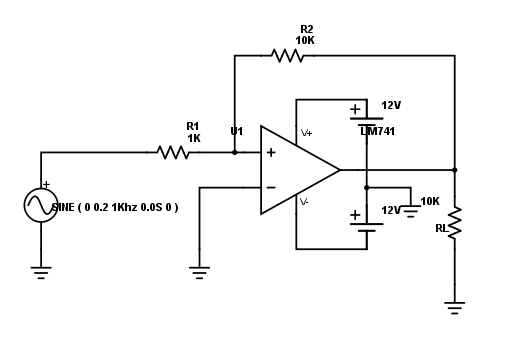 R2
10K
12V
R1
1K
U1
V+
LM741
+
−
SINE ( 0 0.2 1Khz 0.0S 0 )
V-
12V
10K
RL